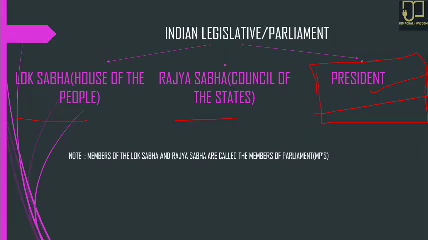 INDIAN LEGISLATIVE/PARLIAMENT
LOK SABHA(HOUSE OF THE
PEOPLE)
RAJYA SABHA(COUNCIL OF
THE STATES)
PRESIDENT
NOTE : MEMBERS OF THE LOK SABHA AND RAJYA SABHA ARE CALLED THE MEMBERS OF PARLIAMENT(MP'S)